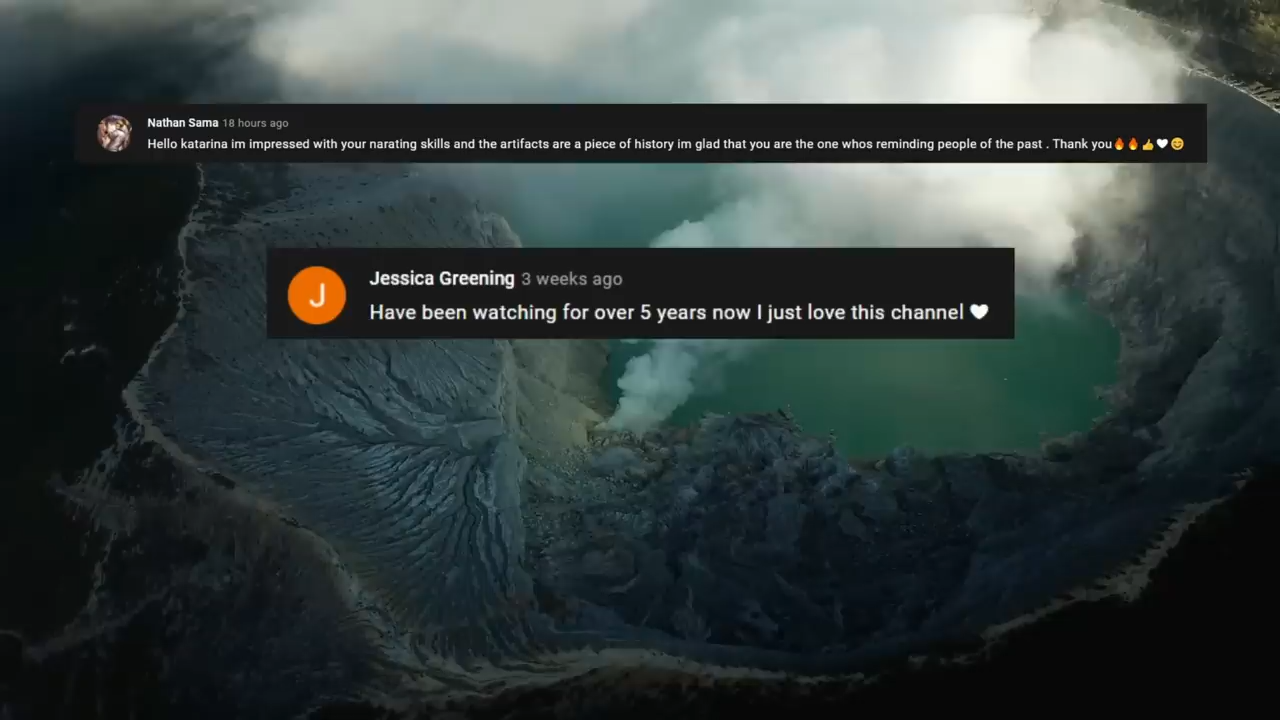 Nathan Sama 18 hours ago
Hello katarina im impressed with your narating skills and the artifacts are a piece of history im glad that you are the one whos reminding people of the past . Thank you🔥🔥👍🤍😊
J
Jessica Greening 3 weeks ago
Have been watching for over 5 years now I just love this channel 🤍